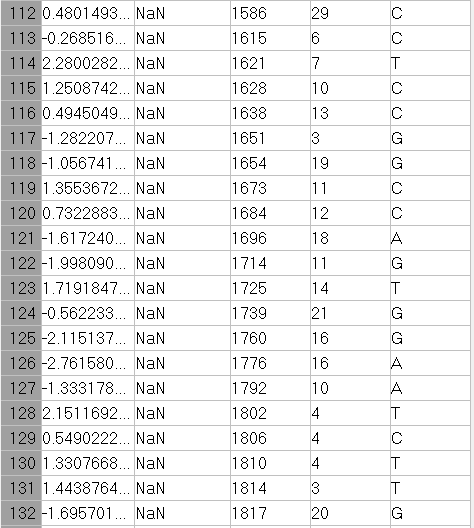 112 0.4801493... NaN 1586 29 C
113 -0.268516... NaN 1615 6 C
114 2.2800282... NaN 1621 7 T
115 1.2508742... NaN 1628 10 C
116 0.4945049... NaN 1638 13 C
117 -1.282207... NaN 1651 3 G
118 -1.056741... NaN 1654 19 G
119 1.3553672... NaN 1673 11 C
120 0.7322883... NaN 1684 12 C
121 -1.617240... NaN 1696 18 A
122 -1.998090... NaN 1714 11 G
123 1.7191847... NaN 1725 14 T
124 -0.562233... NaN 1739 21 G
125 -2.115137... NaN 1760 16 G
126 -2.761580... NaN 1776 16 A
127 -1.333178... NaN 1792 10 A
128 2.1511692... NaN 1802 4 T
129 0.5490222... NaN 1806 4 C
130 1.3307668... NaN 1810 4 T
131 1.4438764... NaN 1814 3 T
132 -1.695701... NaN 1817 20 G